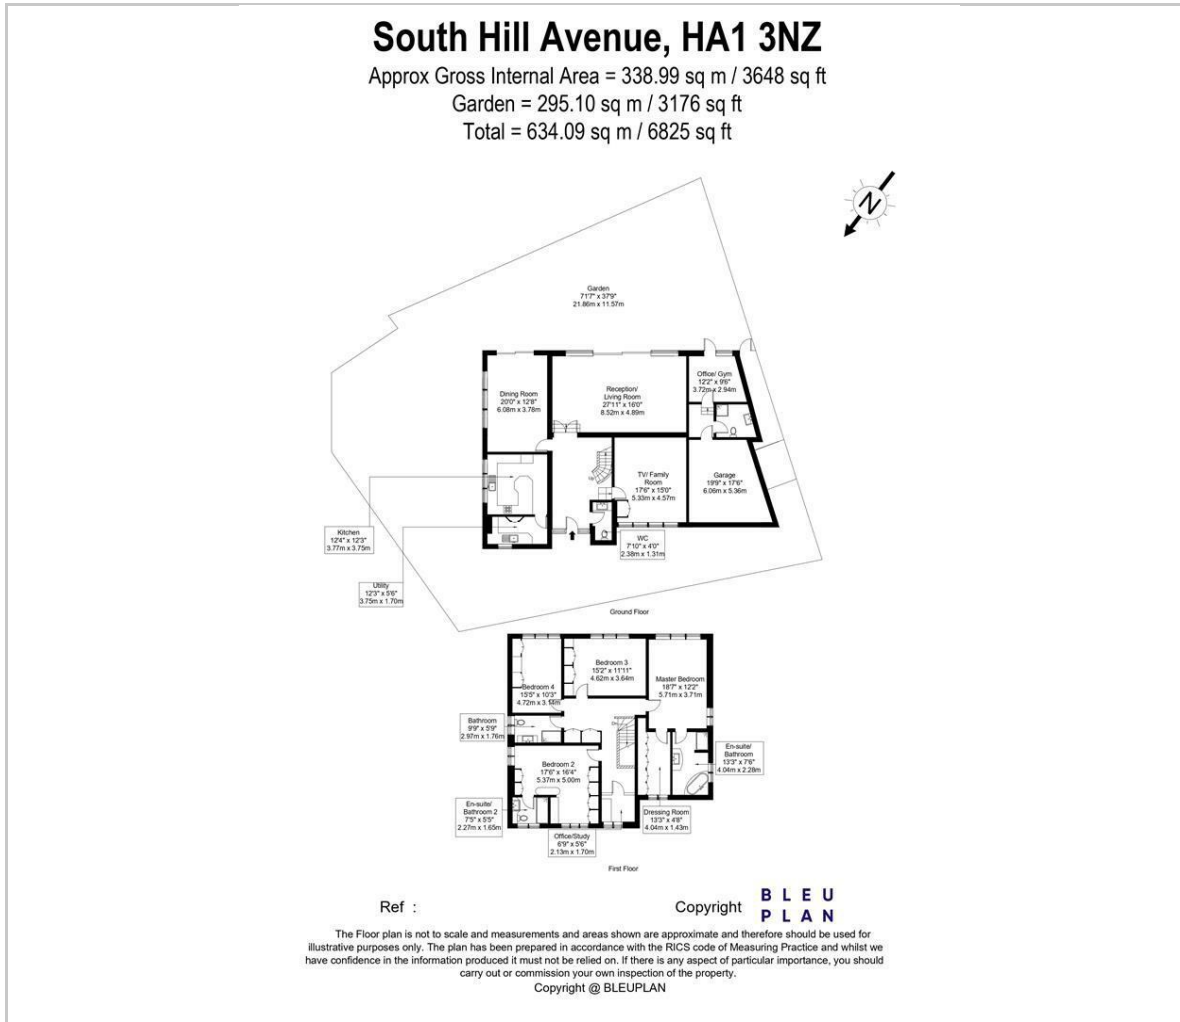 South Hill Avenue, HA1 3NZ
Approx Gross Internal Area = 338.99 sq m / 3648 sq ft
Garden = 295.10 sq m / 3176 sq ft
Total = 634.09 sq m / 6825 sq ft
N
Garden
71'7" x 37'9"
21.86m x 11.57m
Dining Room
20'0" x 12'8"
6.08m x 3.78m
Reception/
Living Room
27'11" x 16'0"
8.52m x 4.89m
Office/ Gym
12'2" x 9'6"
3.72m x 2.94m
TV/ Family
Room
17'6" x 15'0"
5.33m x 4.57m
Garage
19'9" x 17'6"
6.06m x 5.36m
Kitchen
12'4" x 12'3"
3.77m x 3.75m
WC
7'10" x 4'0"
2.38m x 1.31m
Utility
12'3" x 5'6"
3.75m x 1.70m
Ground Floor
Bedroom 4
15'5" x 10'3"
4.72m x 3.14m
Bedroom 3
15'2" x 11'11"
4.62m x 3.64m
Master Bedroom
18'7" x 12'2"
5.71m x 3.71m
Bathroom
9'9" x 5'9"
2.97m x 1.76m
Bedroom 2
17'6" x 16'4"
5.37m x 5.00m
En-suite/
Bathroom
13'3" x 7'6"
4.04m x 2.28m
En-suite/
Bathroom 2
7'5" x 5'5"
2.27m x 1.65m
Dressing Room
13'3" x 4'8"
4.04m x 1.43m
Office/Study
6'9" x 5'6"
2.13m x 1.70m
First Floor
Ref :
Copyright
BLEU
PLAN
The Floor plan is not to scale and measurements and areas shown are approximate and therefore should be used for
illustrative purposes only. The plan has been prepared in accordance with the RICS code of Measuring Practice and whilst we
have confidence in the information produced it must not be relied on. If there is any aspect of particular importance, you should
carry out or commission your own inspection of the property.
Copyright @ BLEUPLAN